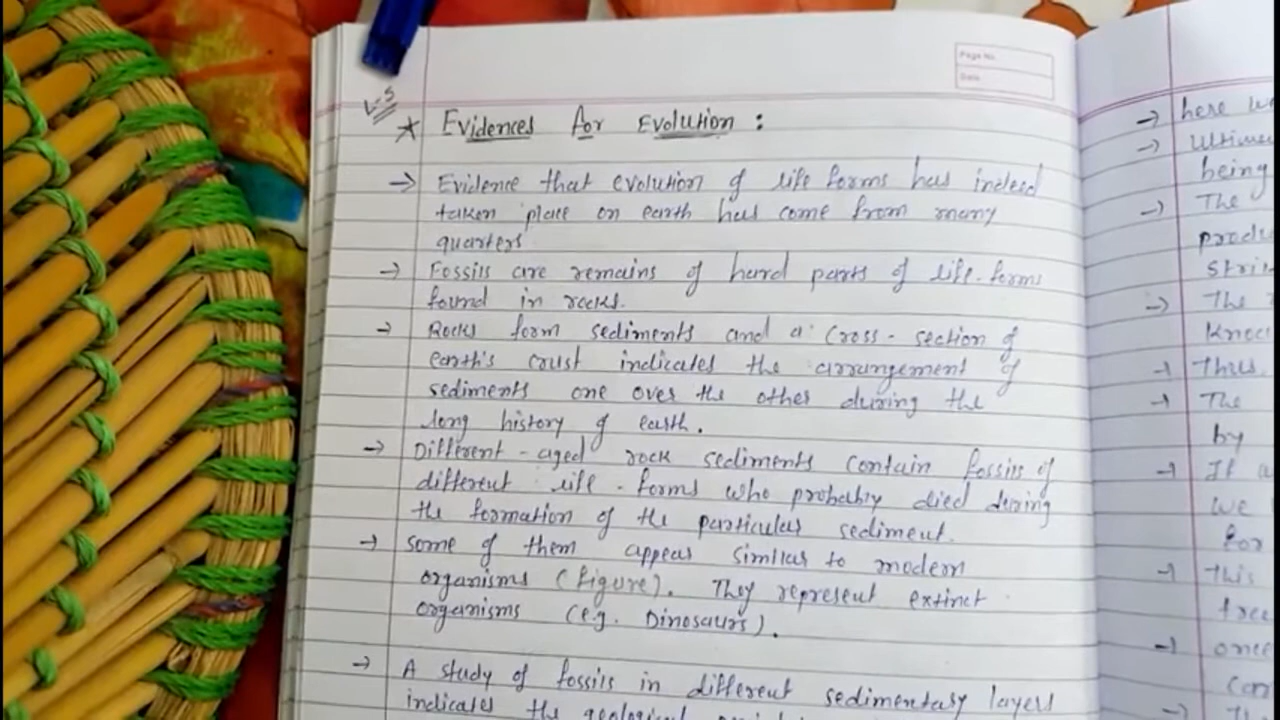 Page No.
Date
L-5
* Evidences for Evolution :
→ Evidence that evolution of life forms has indeed
taken place on earth has come from many
quarters
→ Fossils are remains of hard parts of life-forms
found in rocks.
→ Rocks form sediments and a cross-section of
earth's crust indicates the arrangement of
sediments one over the other during the
long history of earth.
→ Different-aged rock sediments contain fossils of
different life-forms who probably died during
the formation of the particular sediment.
→ some of them appear similar to modern
organisms (figure). They represent extinct
organisms (e.g. Dinosaurs).
→ A study of fossils in different sedimentary layers
indicates the geological
→ here
→
being
→ The
→ The
→ Thus
→ The
by
→ If
we
for
→ This
tree
→ once